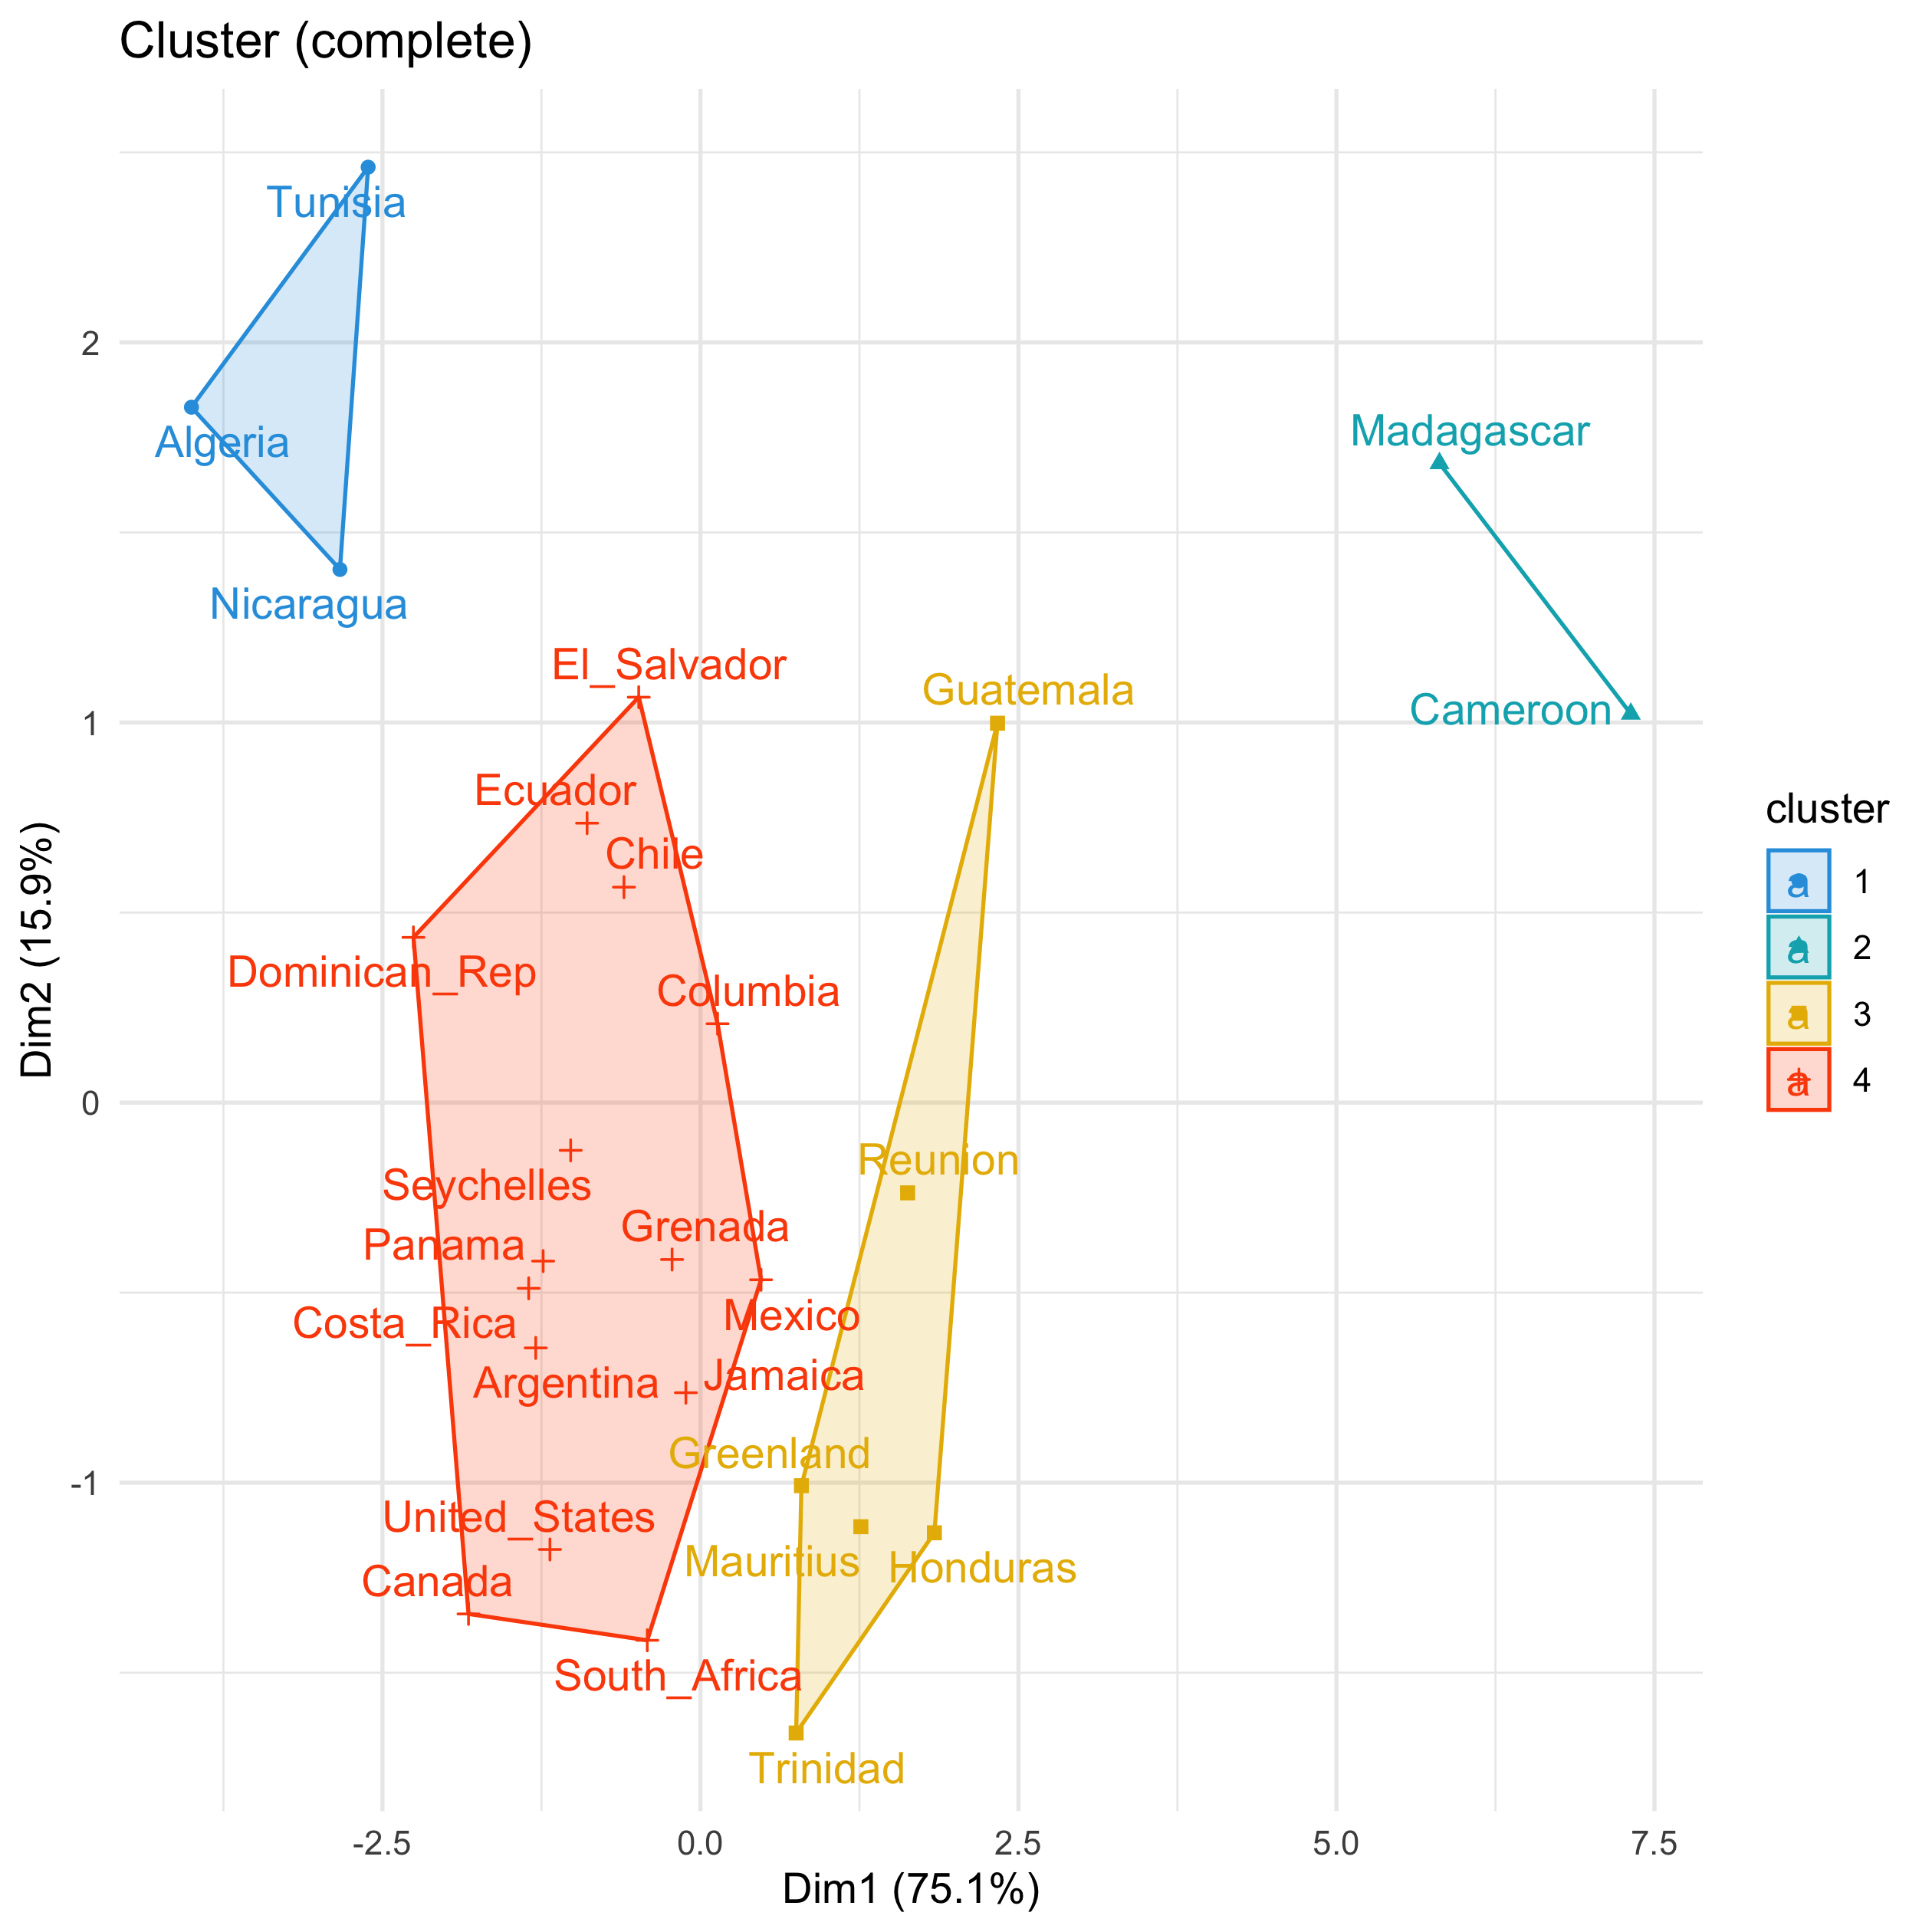 Cluster (complete)
Tunisia
2
Algeria
Madagascar
Nicaragua
El_Salvador
Guatemala
Cameroon
1
Ecuador
cluster
Chile
a 1
Dim2 (15.9%)
a 2
Dominican_Rep
Columbia
a 3
a 4
0
Reunion
Seychelles
Grenada
Panama
Mexico
Costa_Rica
Jamaica
Argentina
Greenland
-1
United_States
Mauritius
Honduras
Canada
South_Africa
Trinidad
-2.5 0.0 2.5 5.0 7.5
Dim1 (75.1%)